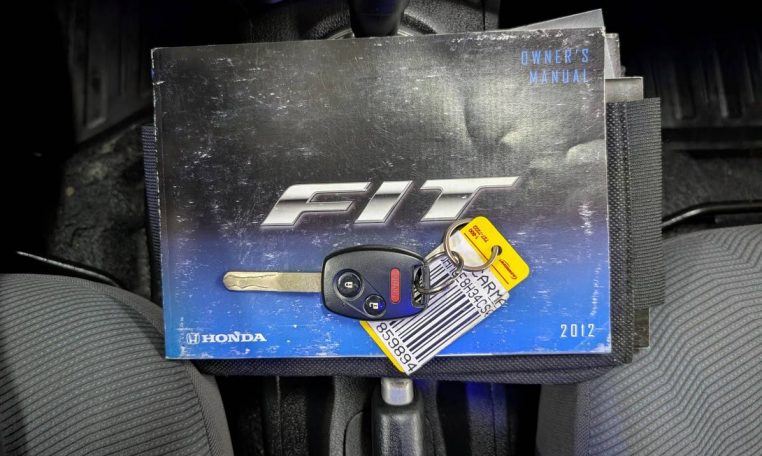 OWNER'S
MANUAL
FIT
HONDA
2012
859894